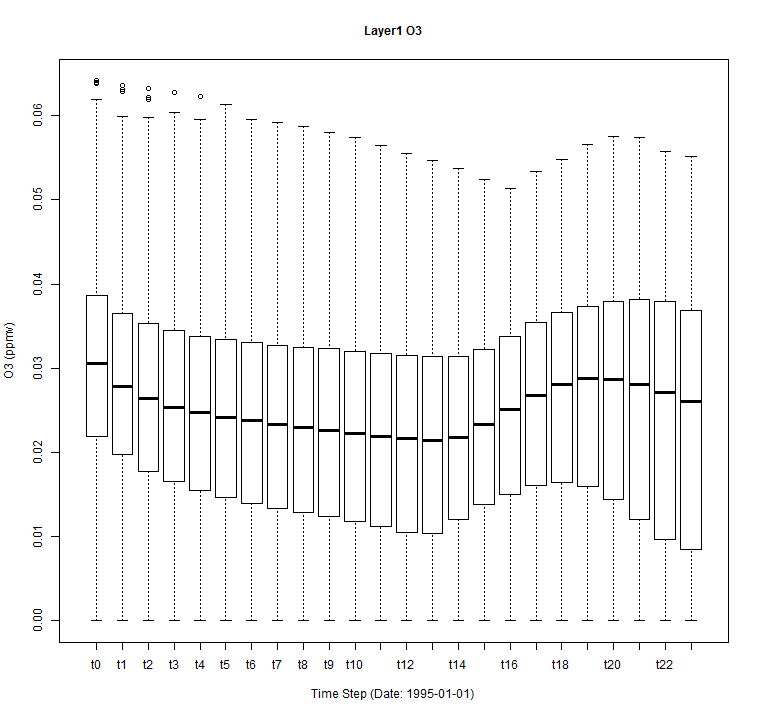 Layer1 O3
O3 (ppmv)
0.06
0.05
0.04
0.03
0.02
0.01
0.00
t0 t1 t2 t3 t4 t5 t6 t7 t8 t9 t10 t12 t14 t16 t18 t20 t22
Time Step (Date: 1995-01-01)